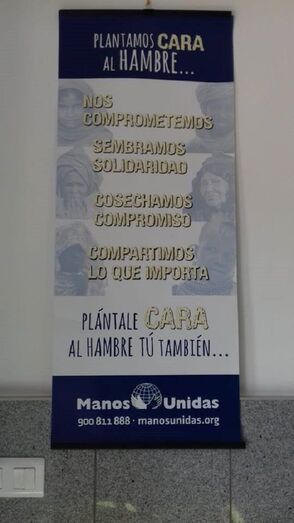 PLANTAMOS CARA
AL HAMBRE...
NOS
COMPROMETEMOS
SEMBRAMOS
SOLIDARIDAD
COSECHAMOS
COMPROMISO
COMPARTIMOS
LO QUE IMPORTA
PLÁNTALE CARA
AL HAMBRE TÚ TAMBIÉN...
Manos Unidas
900 811 888 · manosunidas.org